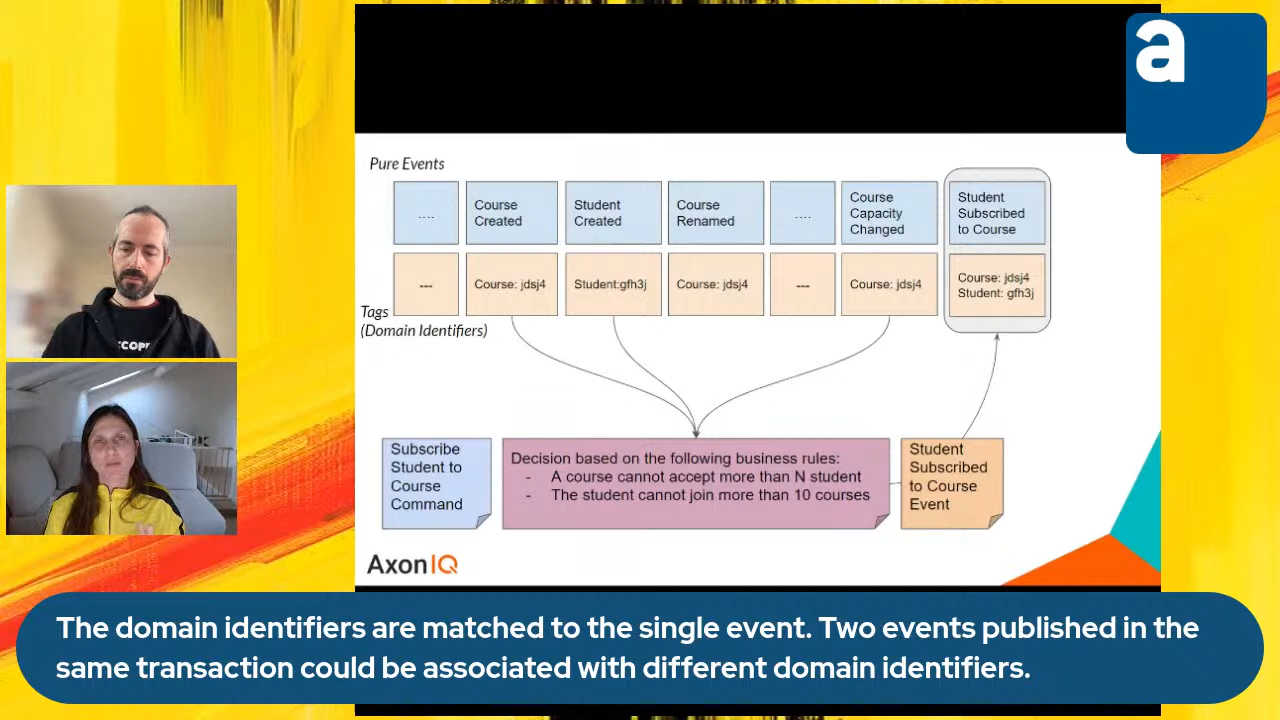 a
Pure Events
....
Course
Created
Student
Created
Course
Renamed
....
Course
Capacity
Changed
Student
Subscribed
to Course
---
Course: jdsj4
Student:gfh3j
Course: jdsj4
---
Course: jdsj4
Course: jdsj4
Student: gfh3j
Tags
(Domain Identifiers)
Subscribe
Student to
Course
Command
Decision based on the following business rules:
- A course cannot accept more than N student
- The student cannot join more than 10 courses
Student
Subscribed
to Course
Event
AxonIQ
The domain identifiers are matched to the single event. Two events published in the
same transaction could be associated with different domain identifiers.